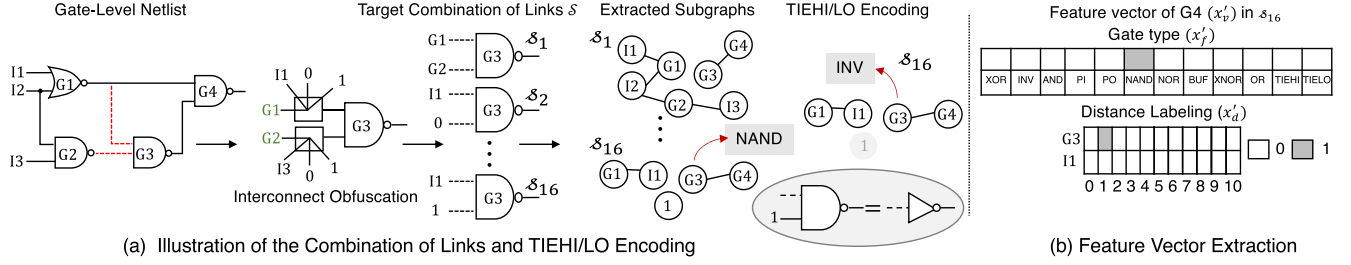 Gate-Level Netlist
I1
I2
I3
G1
G2
G3
G4
I1
0
1
G1
G2
I3
0
1
G3
Interconnect Obfuscation
Target Combination of Links 𝒮
G1
G2
G3
𝓈1
I1
0
G3
𝓈2
I1
1
G3
𝓈16
Extracted Subgraphs
𝓈1
I1
G1
I2
G2
I3
G3
G4
𝓈16
G1
I1
G3
G4
1
NAND
TIEHI/LO Encoding
INV
𝓈16
G1
I1
G3
G4
1
1
=
(a) Illustration of the Combination of Links and TIEHI/LO Encoding
Feature vector of G4 (x′v) in 𝓈16
Gate type (x′f)
XOR INV AND PI PO NAND NOR BUF XNOR OR TIEHI TIELO
Distance Labeling (x′d)
G3
I1
0 1 2 3 4 5 6 7 8 9 10
0 1
(b) Feature Vector Extraction